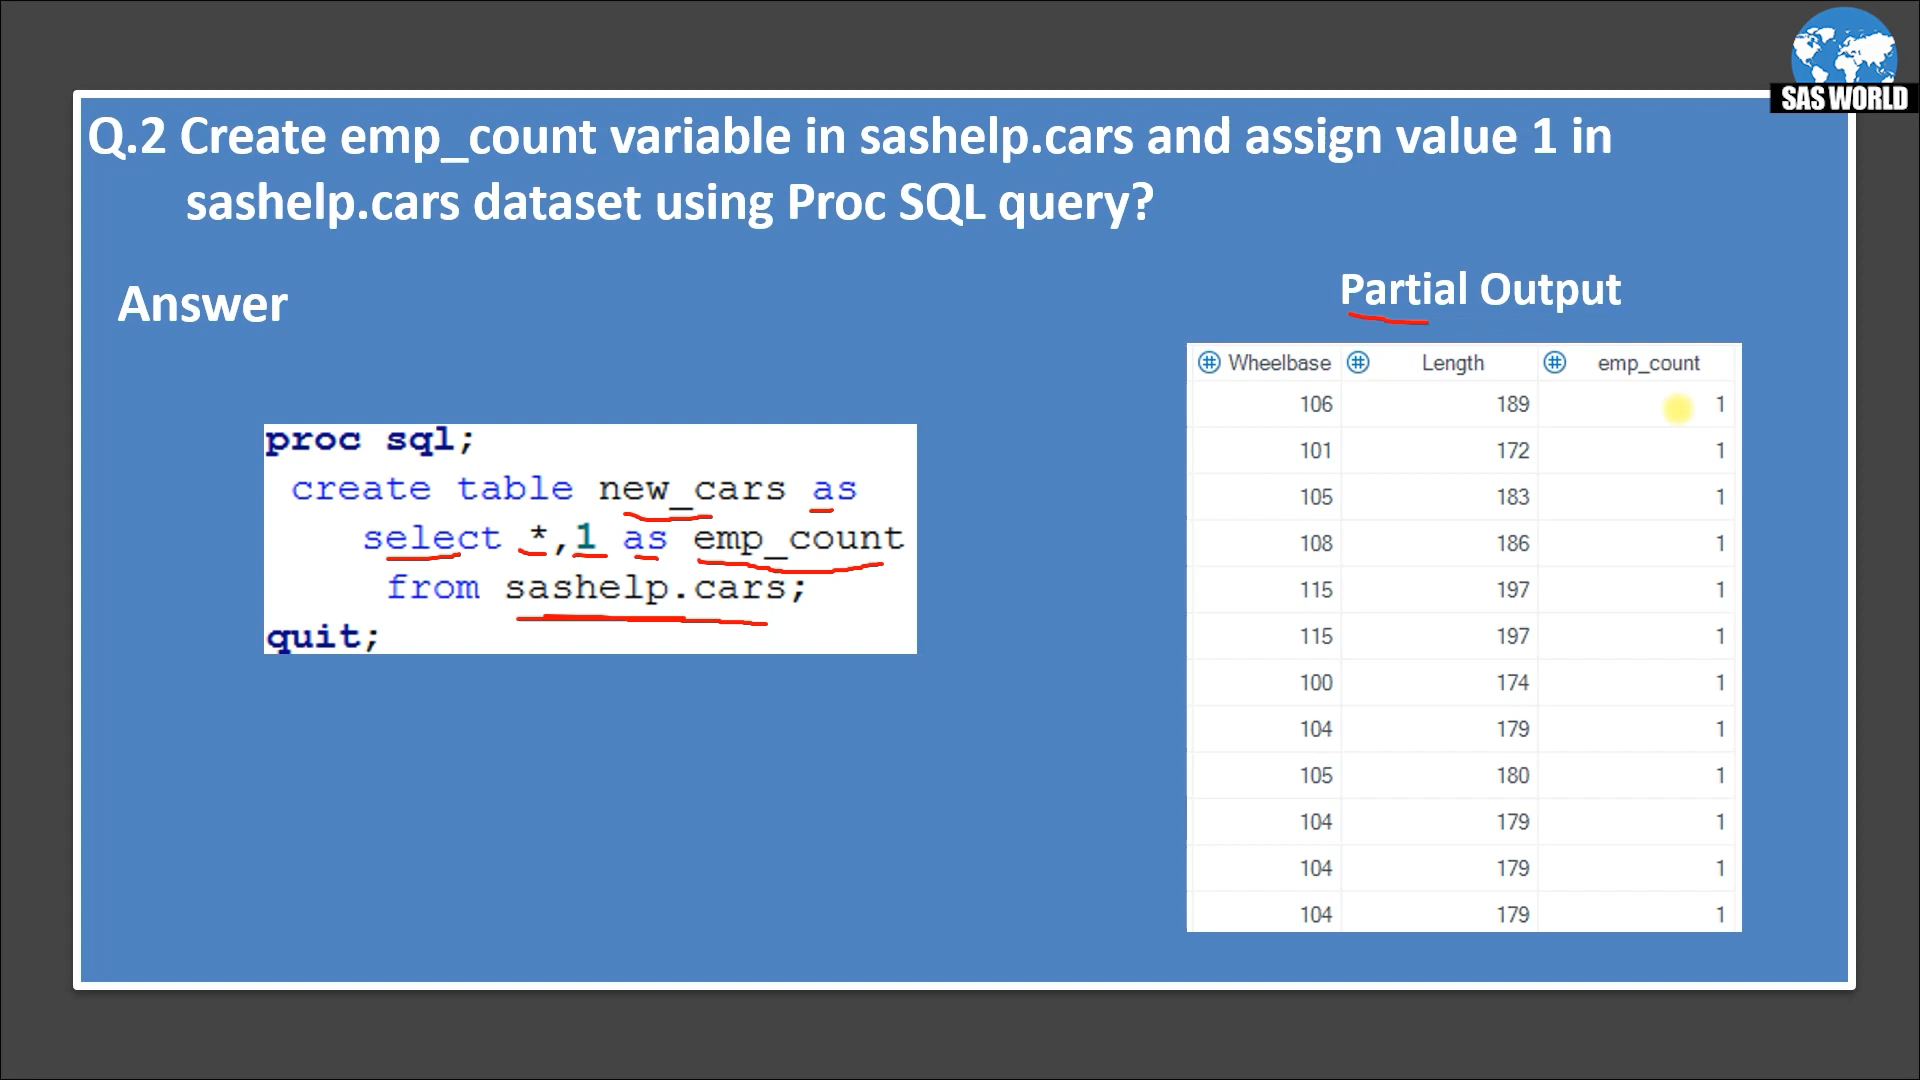 SAS WORLD
Q.2 Create emp_count variable in sashelp.cars and assign value 1 in
sashelp.cars dataset using Proc SQL query?
Answer
proc sql;
create table new_cars as
select *,1 as emp_count
from sashelp.cars;
quit;
Partial Output
Wheelbase Length emp_count
106 189 1
101 172 1
105 183 1
108 186 1
115 197 1
115 197 1
100 174 1
104 179 1
105 180 1
104 179 1
104 179 1
104 179 1